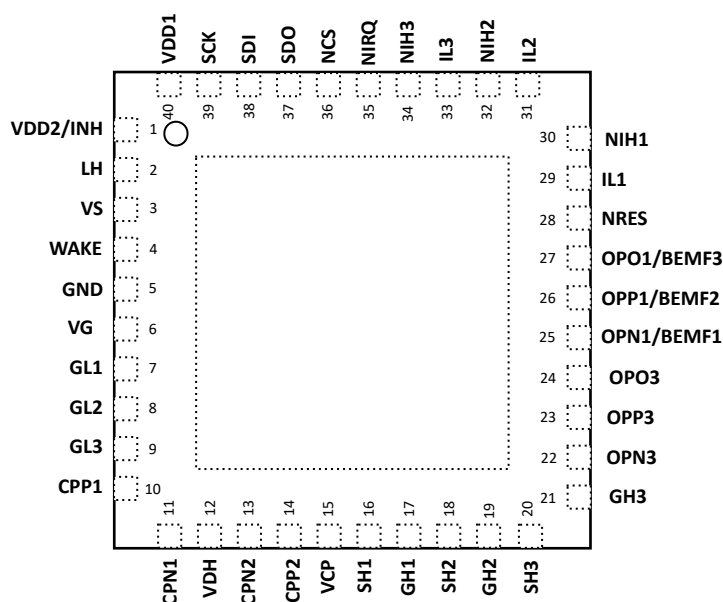 VDD1 SCK SDI SDO NCS NIRQ NIH3 IL3 NIH2 IL2
40 39 38 37 36 35 34 33 32 31
VDD2/INH 1
LH 2
VS 3
WAKE 4
GND 5
VG 6
GL1 7
GL2 8
GL3 9
CPP1 10
30 NIH1
29 IL1
28 NRES
27 OPO1/BEMF3
26 OPP1/BEMF2
25 OPN1/BEMF1
24 OPO3
23 OPP3
22 OPN3
21 GH3
11 12 13 14 15 16 17 18 19 20
CPN1 VDH CPN2 CPP2 VCP SH1 GH1 SH2 GH2 SH3